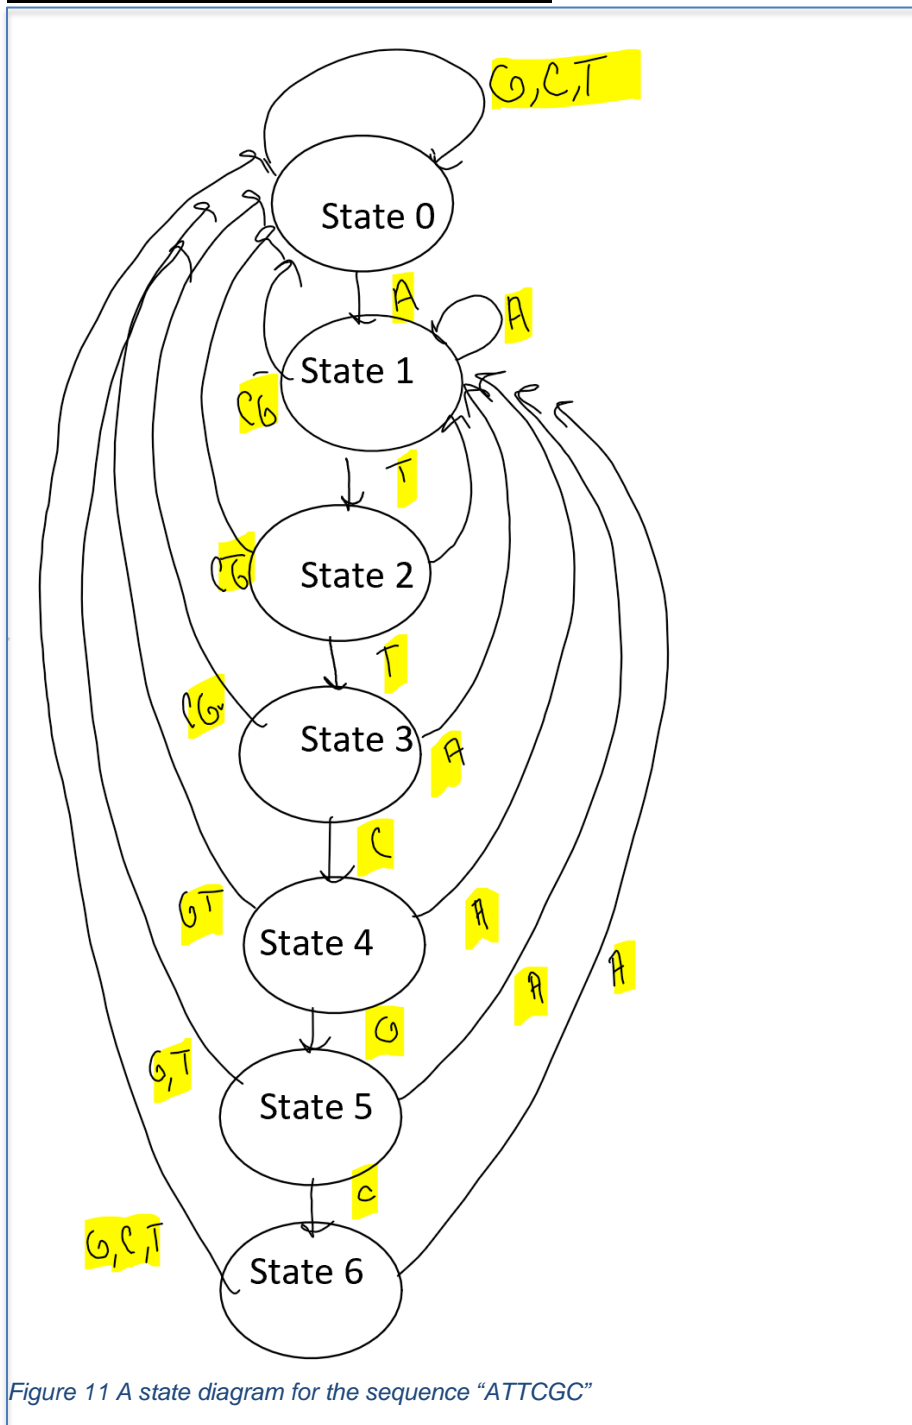 G,C,T
State 0
A
A
State 1
CG
T
CG
State 2
T
CG
State 3
A
C
GT
State 4
A
A
A
G
G,T
State 5
C
G,C,T
State 6
Figure 11 A state diagram for the sequence “ATTCGC”